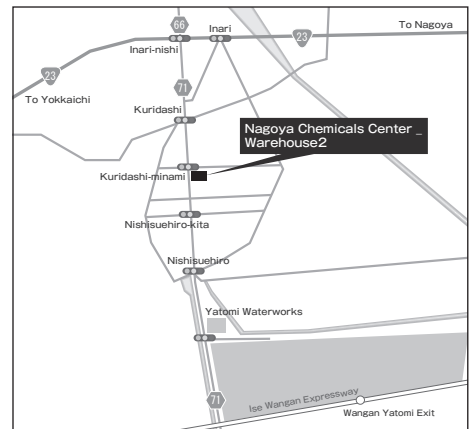 66
Inari
To Nagoya
23
Inari-nishi
23
71
To Yokkaichi
Kuridashi
Nagoya Chemicals Center _
Warehouse2
Kuridashi-minami
Nishisuehiro-kita
Nishisuehiro
Yatomi Waterworks
71
Ise Wangan Expressway
Wangan Yatomi Exit